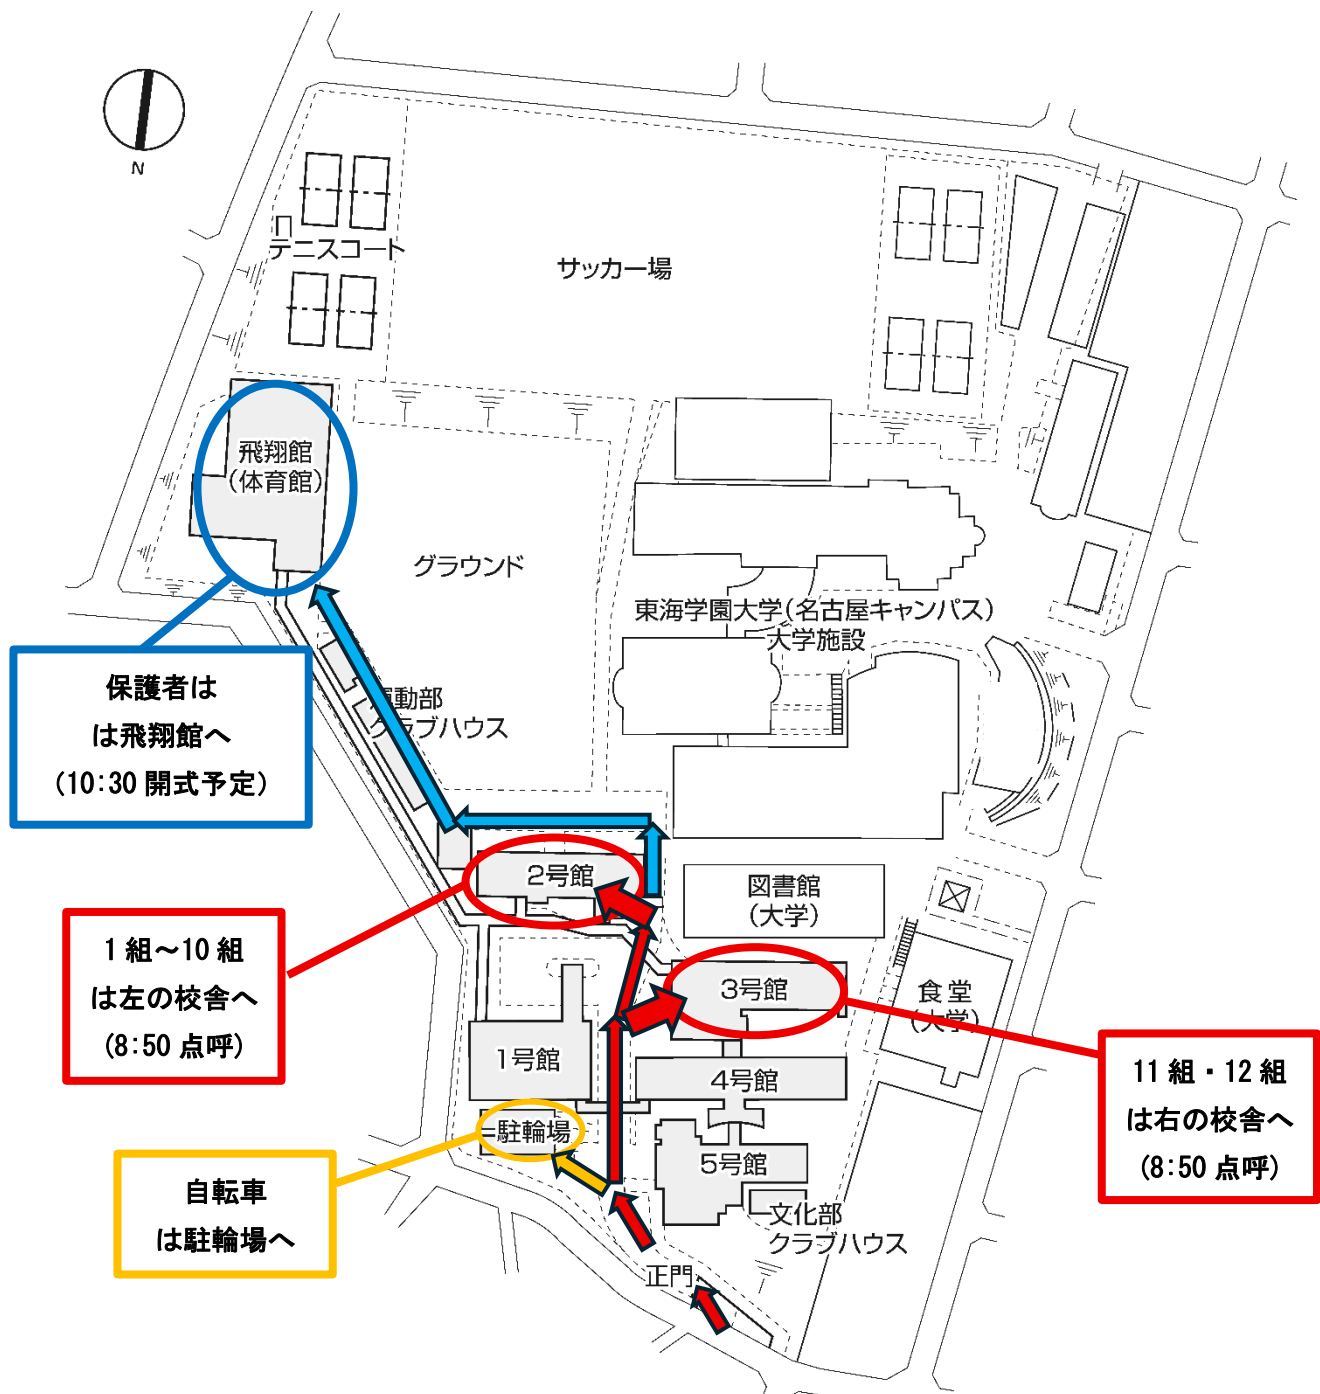 N
テニスコート
サッカー場
飛翔館
(体育館)
グラウンド
東海学園大学(名古屋キャンパス)
大学施設
保護者は
は飛翔館へ
(10:30 開式予定)
運動部
クラブハウス
2号館
図書館
(大学)
1 組～10 組
は左の校舎へ
(8:50 点呼)
3号館
食堂
(大学)
1号館
4号館
11 組・12 組
は右の校舎へ
(8:50 点呼)
駐輪場
5号館
自転車
は駐輪場へ
文化部
クラブハウス
正門